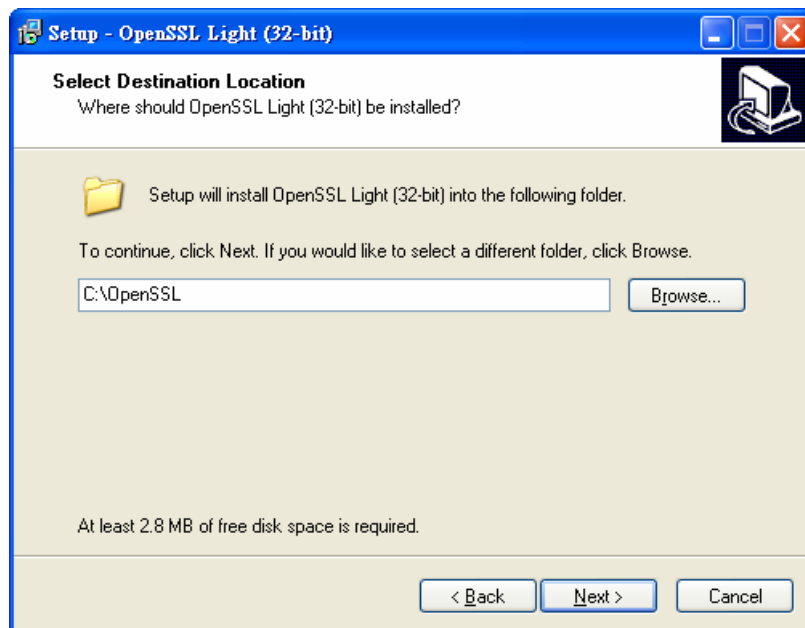 Setup - OpenSSL Light (32-bit)
Select Destination Location
Where should OpenSSL Light (32-bit) be installed?
Setup will install OpenSSL Light (32-bit) into the following folder.
To continue, click Next. If you would like to select a different folder, click Browse.
C:\OpenSSL
Browse...
At least 2.8 MB of free disk space is required.
< Back
Next >
Cancel